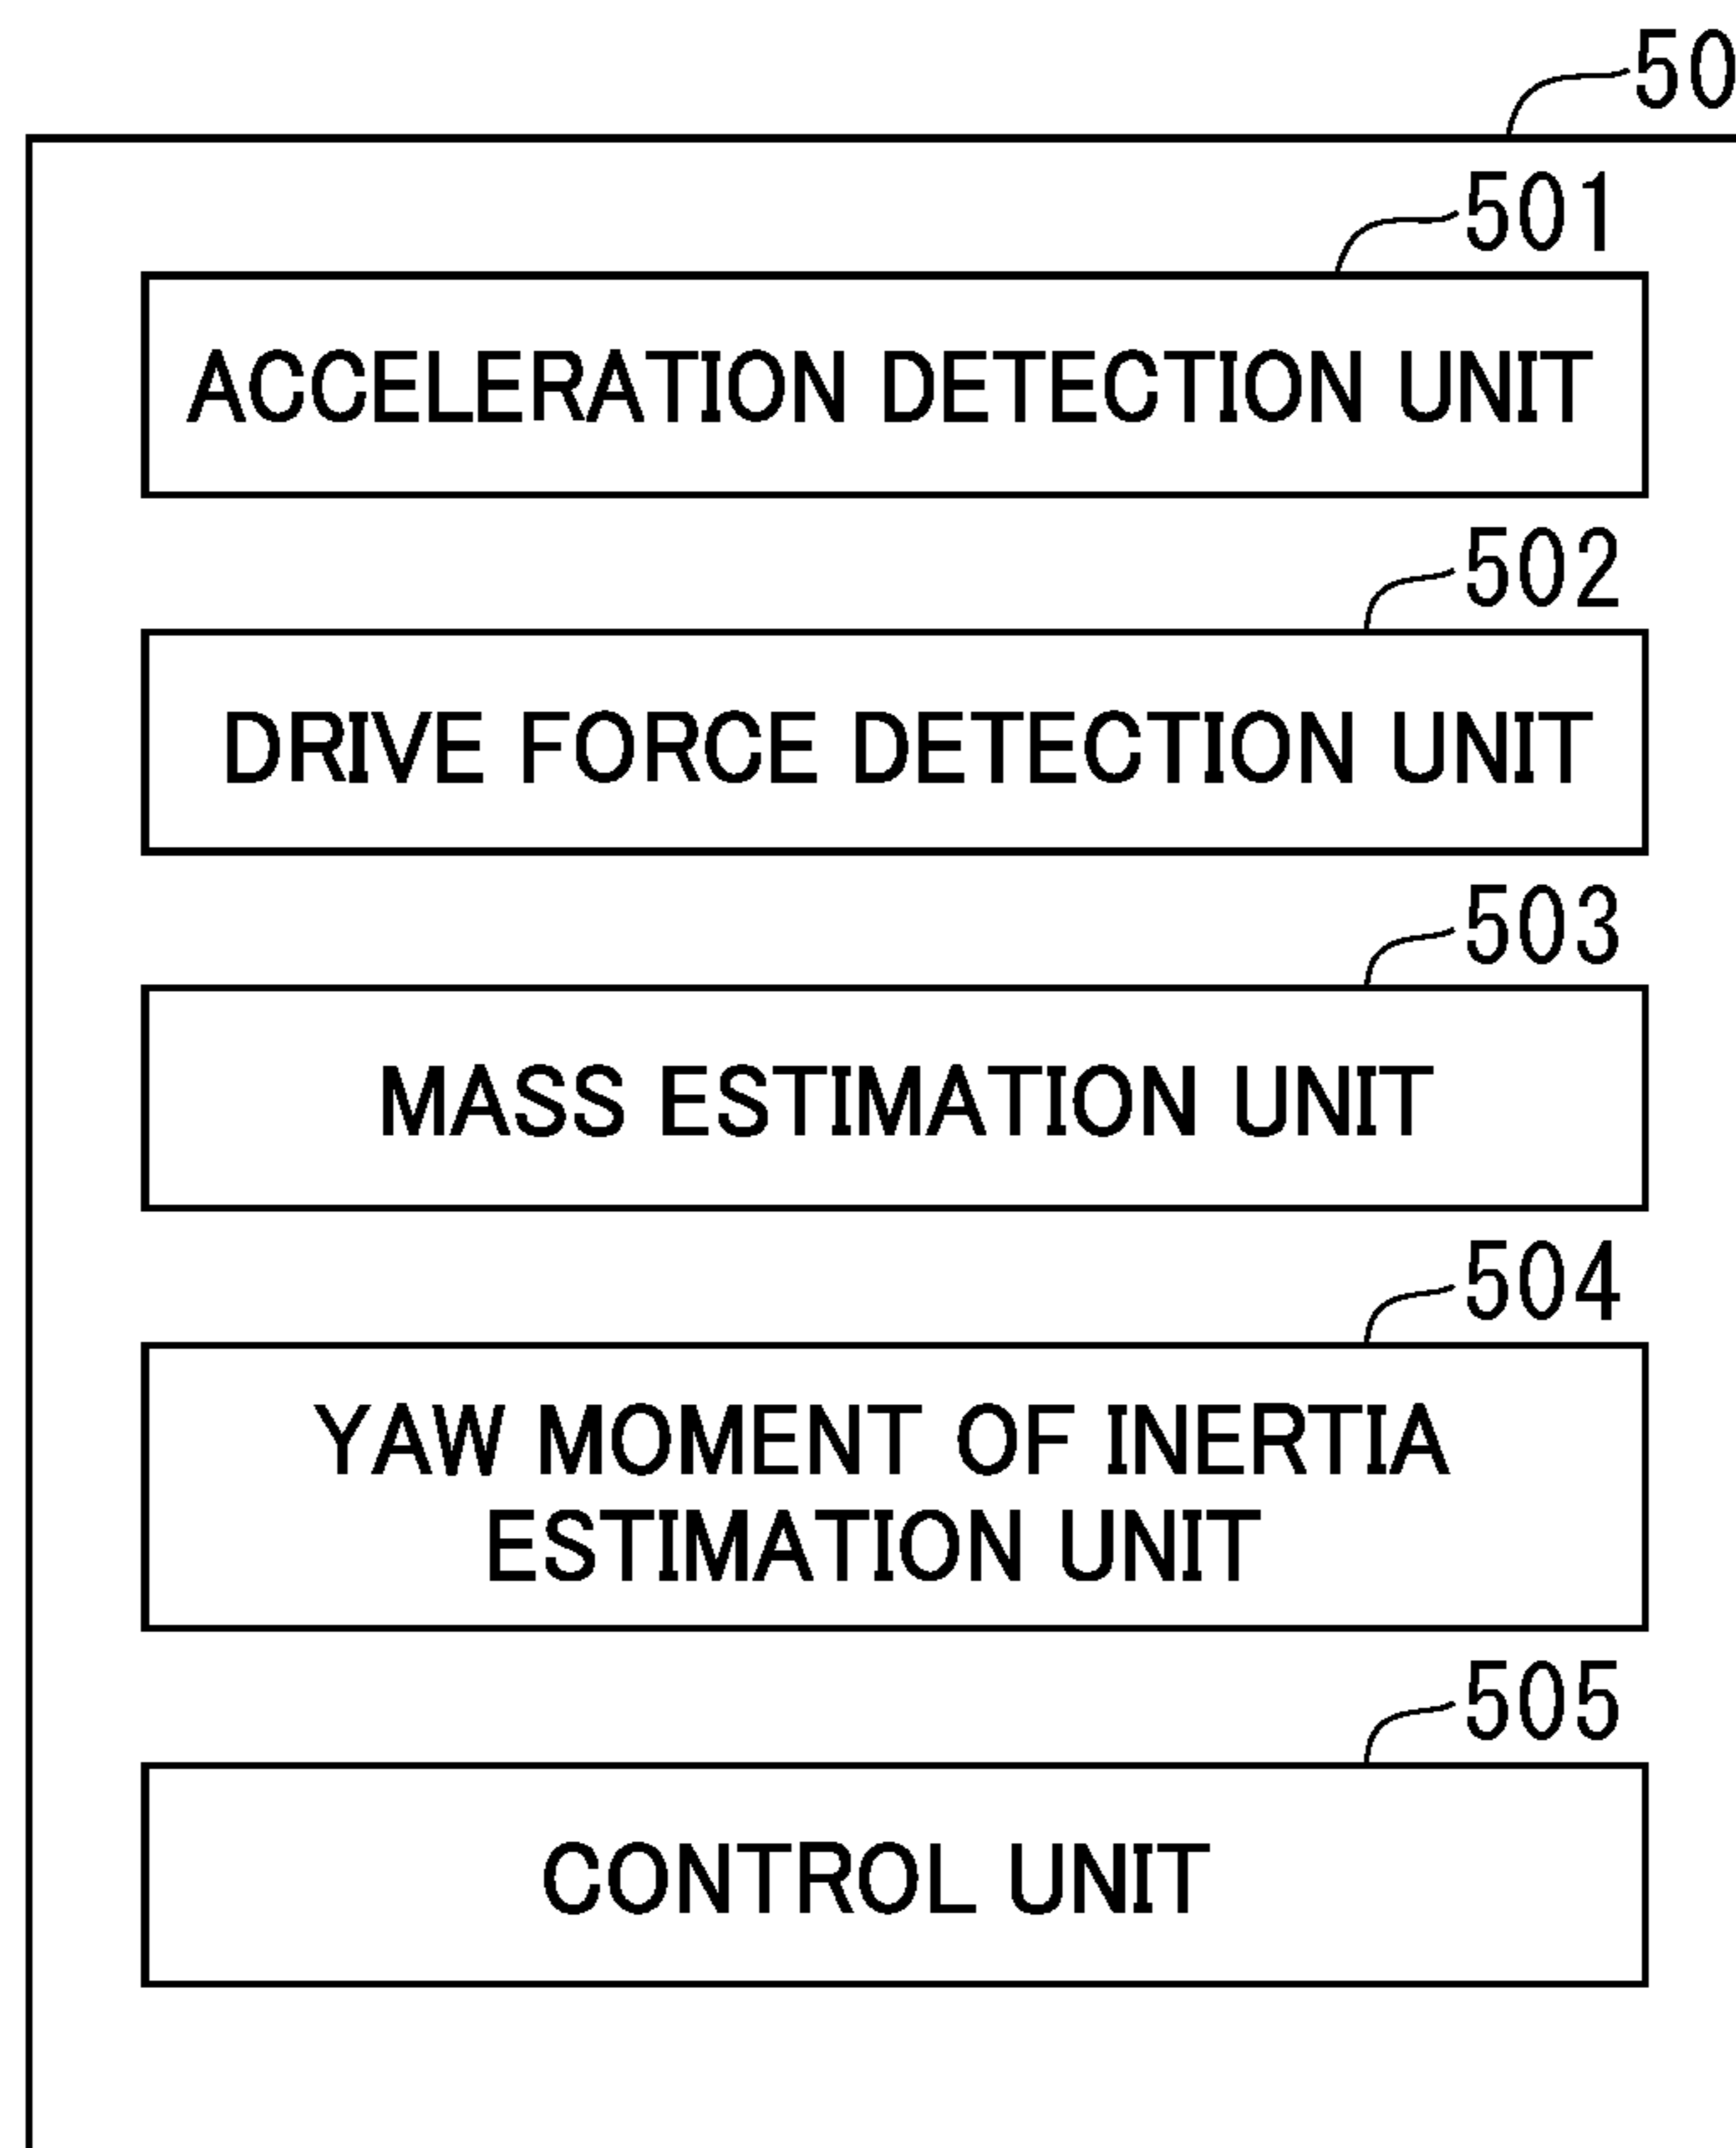 50
501
ACCELERATION DETECTION UNIT
502
DRIVE FORCE DETECTION UNIT
503
MASS ESTIMATION UNIT
504
YAW MOMENT OF INERTIA
ESTIMATION UNIT
505
CONTROL UNIT